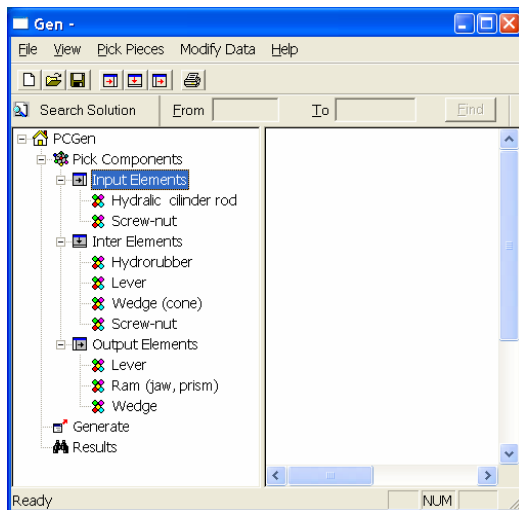 Gen -
File View Pick Pieces Modify Data Help
Search Solution From To Find
PCGen
Pick Components
Input Elements
Hydralic cilinder rod
Screw-nut
Inter Elements
Hydrorubber
Lever
Wedge (cone)
Screw-nut
Output Elements
Lever
Ram (jaw, prism)
Wedge
Generate
Results
Ready NUM